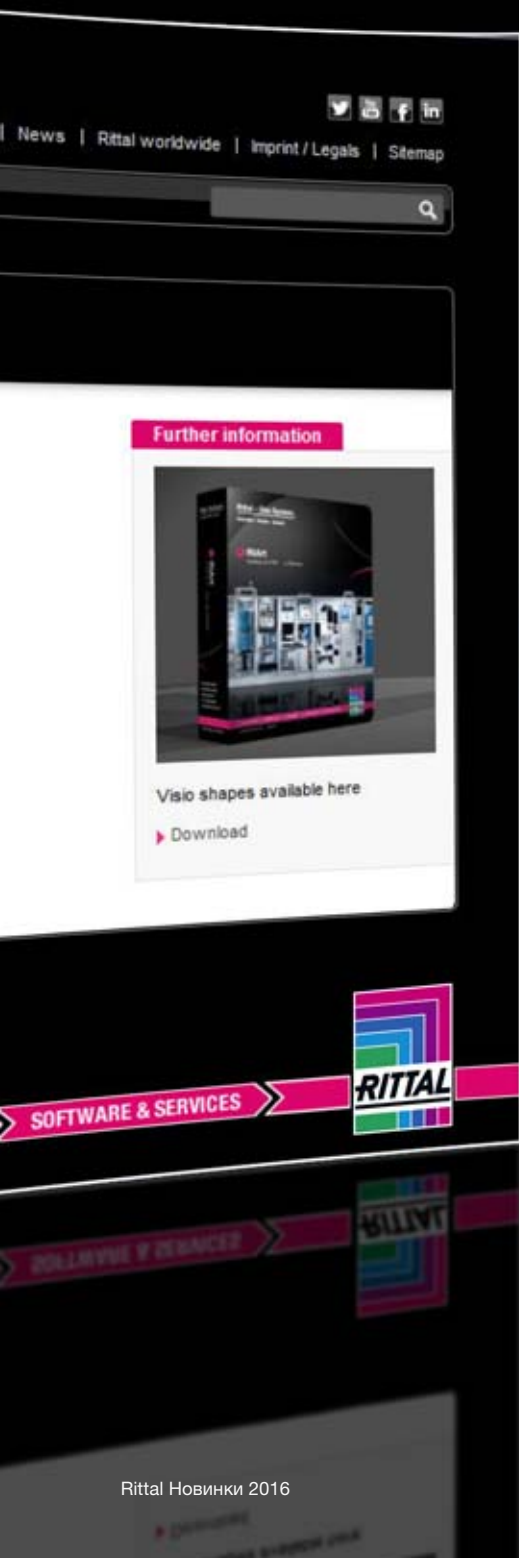 | News | Rittal worldwide | Imprint / Legals | Sitemap
Further information
Visio shapes available here
Download
SOFTWARE & SERVICES
RITTAL
Rittal Новинки 2016